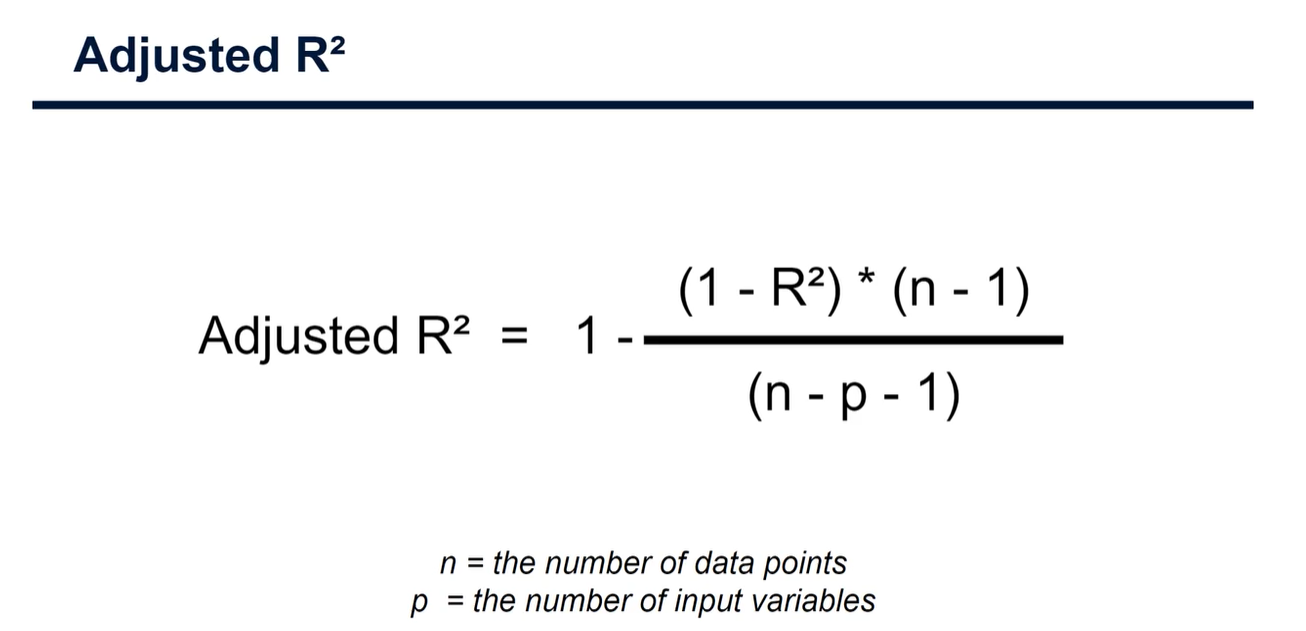 Adjusted R²
(1 - R²) * (n - 1)
Adjusted R² = 1 -
(n - p - 1)
n = the number of data points
p = the number of input variables